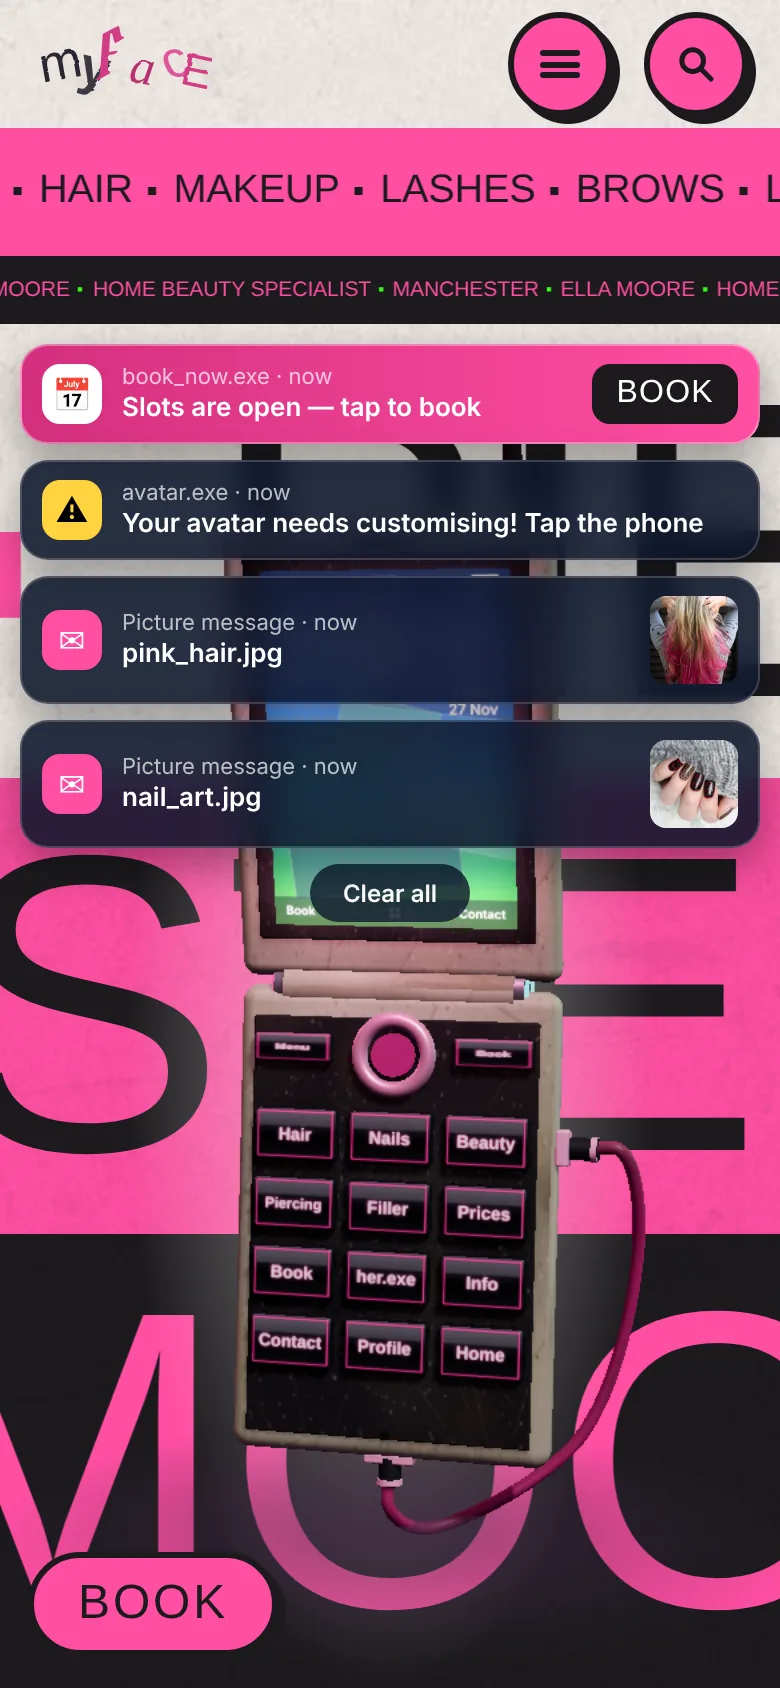 myFaCE
▪ HAIR ▪ MAKEUP ▪ LASHES ▪ BROWS ▪ L
MOORE ▪ HOME BEAUTY SPECIALIST ▪ MANCHESTER ▪ ELLA MOORE ▪ HOME
July
17
book_now.exe · now
Slots are open — tap to book
BOOK
avatar.exe · now
Your avatar needs customising! Tap the phone
Picture message · now
pink_hair.jpg
27 Nov
Picture message · now
nail_art.jpg
Clear all
Book
Contact
Menu
Book
Hair
Nails
Beauty
Piercing
Filler
Prices
Book
her.exe
Info
Contact
Profile
Home
BOOK